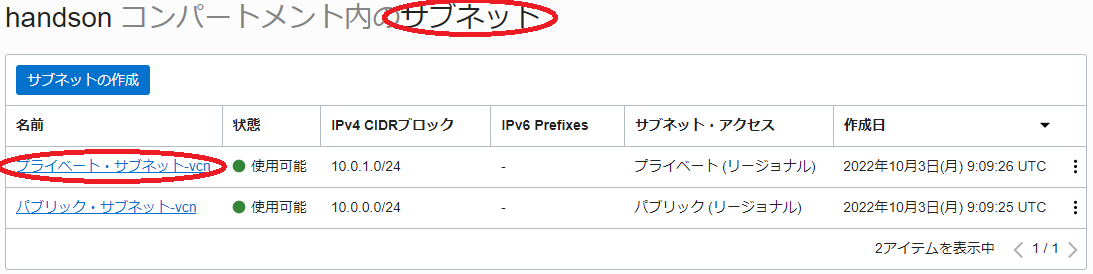 handson コンパートメント内のサブネット
サブネットの作成
名前 状態 IPv4 CIDRブロック IPv6 Prefixes サブネット・アクセス 作成日
プライベート・サブネット-vcn 使用可能 10.0.1.0/24 - プライベート (リージョナル) 2022年10月3日(月) 9:09:26 UTC
パブリック・サブネット-vcn 使用可能 10.0.0.0/24 - パブリック (リージョナル) 2022年10月3日(月) 9:09:25 UTC
2アイテムを表示中 1 / 1